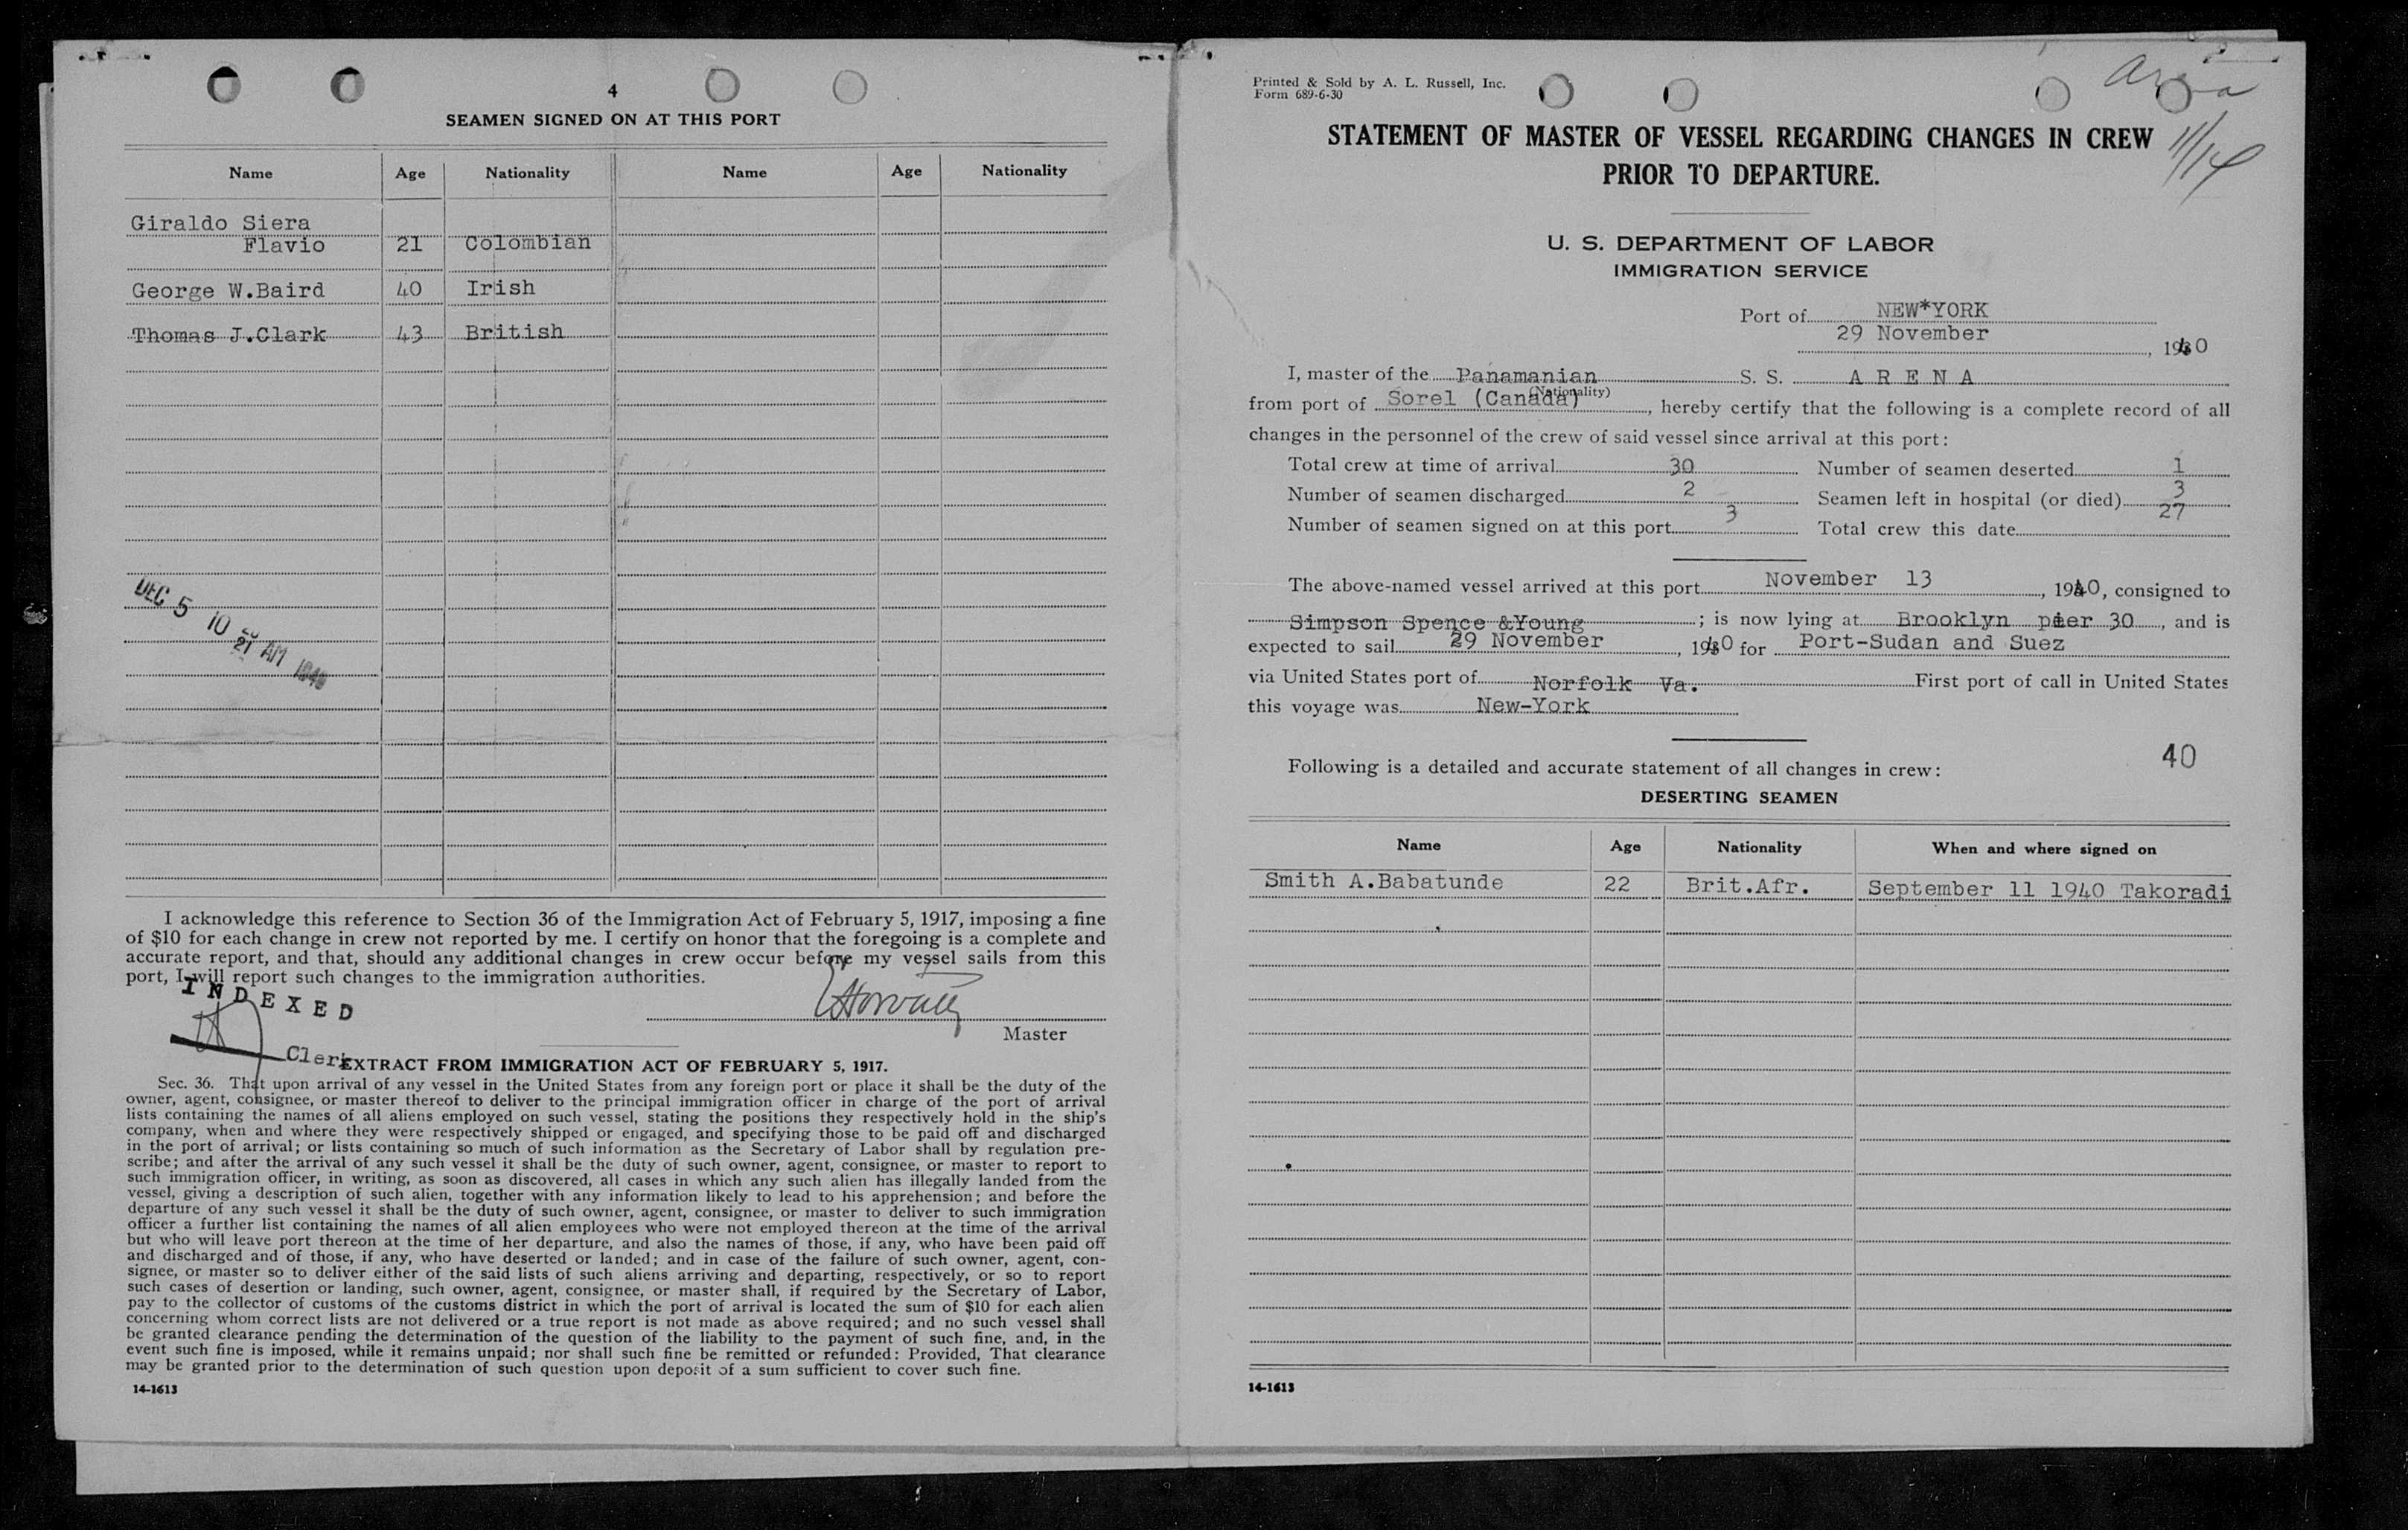 4
SEAMEN SIGNED ON AT THIS PORT
Name Age Nationality Name Age Nationality
Giraldo Siera
Flavio 21 Colombian
George W.Baird 40 Irish
Thomas J.Clark 43 British
DEC 5 10 21 AM 1940
I acknowledge this reference to Section 36 of the Immigration Act of February 5, 1917, imposing a fine
of $10 for each change in crew not reported by me. I certify on honor that the foregoing is a complete and
accurate report, and that, should any additional changes in crew occur before my vessel sails from this
port, I will report such changes to the immigration authorities.
INDEXED
Master
Clerk
EXTRACT FROM IMMIGRATION ACT OF FEBRUARY 5, 1917.
Sec. 36. That upon arrival of any vessel in the United States from any foreign port or place it shall be the duty of the
owner, agent, consignee, or master thereof to deliver to the principal immigration officer in charge of the port of arrival
lists containing the names of all aliens employed on such vessel, stating the positions they respectively hold in the ship's
company, when and where they were respectively shipped or engaged, and specifying those to be paid off and discharged
in the port of arrival; or lists containing so much of such information as the Secretary of Labor shall by regulation pre-
scribe; and after the arrival of any such vessel it shall be the duty of such owner, agent, consignee, or master to report to
such immigration officer, in writing, as soon as discovered, all cases in which any such alien has illegally landed from the
vessel, giving a description of such alien, together with any information likely to lead to his apprehension; and before the
departure of any such vessel it shall be the duty of such owner, agent, consignee, or master to deliver to such immigration
officer a further list containing the names of all alien employees who were not employed thereon at the time of the arrival
but who will leave port thereon at the time of her departure, and also the names of those, if any, who have been paid off
and discharged and of those, if any, who have deserted or landed; and in case of the failure of such owner, agent, con-
signee, or master so to deliver either of the said lists of such aliens arriving and departing, respectively, or so to report
such cases of desertion or landing, such owner, agent, consignee, or master shall, if required by the Secretary of Labor,
pay to the collector of customs of the customs district in which the port of arrival is located the sum of $10 for each alien
concerning whom correct lists are not delivered or a true report is not made as above required; and no such vessel shall
be granted clearance pending the determination of the question of the liability to the payment of such fine, and, in the
event such fine is imposed, while it remains unpaid; nor shall such fine be remitted or refunded: Provided, That clearance
may be granted prior to the determination of such question upon deposit of a sum sufficient to cover such fine.
14-1613
Printed & Sold by A. L. Russell, Inc.
Form 689-6-30
Arena
11/14
STATEMENT OF MASTER OF VESSEL REGARDING CHANGES IN CREW
PRIOR TO DEPARTURE.
U. S. DEPARTMENT OF LABOR
IMMIGRATION SERVICE
Port of NEW*YORK
29 November, 1940
I, master of the Panamanian S. S. A R E N A
(Nationality)
from port of Sorel (Canada), hereby certify that the following is a complete record of all
changes in the personnel of the crew of said vessel since arrival at this port:
Total crew at time of arrival 30 Number of seamen deserted 1
Number of seamen discharged 2 Seamen left in hospital (or died) 3
Number of seamen signed on at this port 3 Total crew this date 27
The above-named vessel arrived at this port November 13, 1940, consigned to
Simpson Spence &Young; is now lying at Brooklyn pier 30, and is
expected to sail 29 November, 1940 for Port-Sudan and Suez
via United States port of Norfolk Va. First port of call in United States
this voyage was New-York
40
Following is a detailed and accurate statement of all changes in crew:
DESERTING SEAMEN
Name Age Nationality When and where signed on
Smith A.Babatunde 22 Brit.Afr. September 11 1940 Takoradi
14-1613